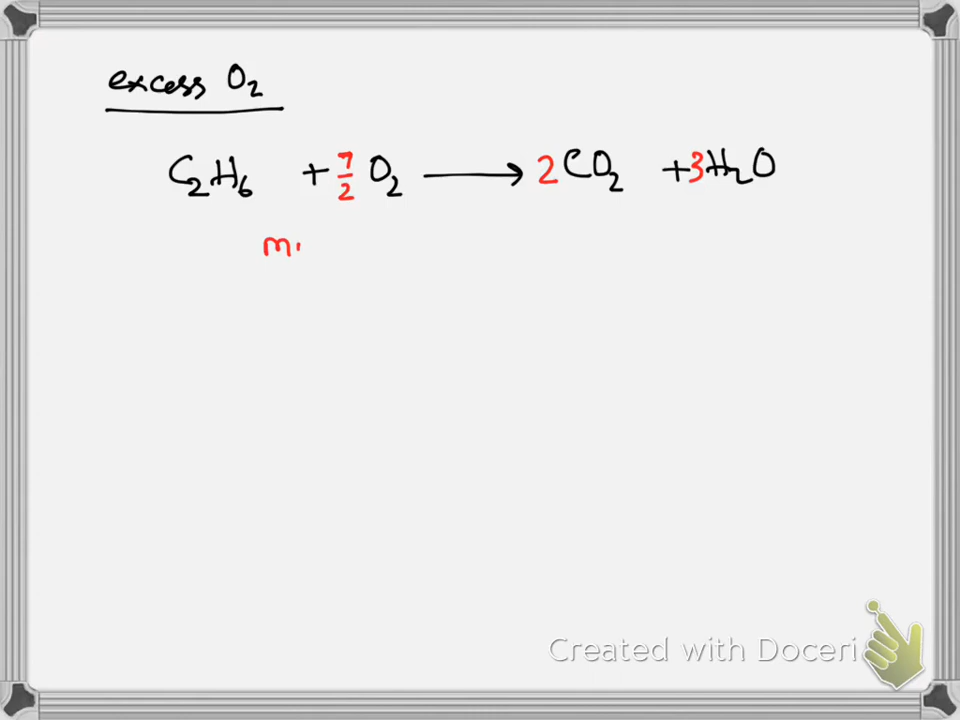 excess O₂
C₂H₆ + 7/2 O₂ → 2CO₂ + 3H₂O
m
Created with Doceri